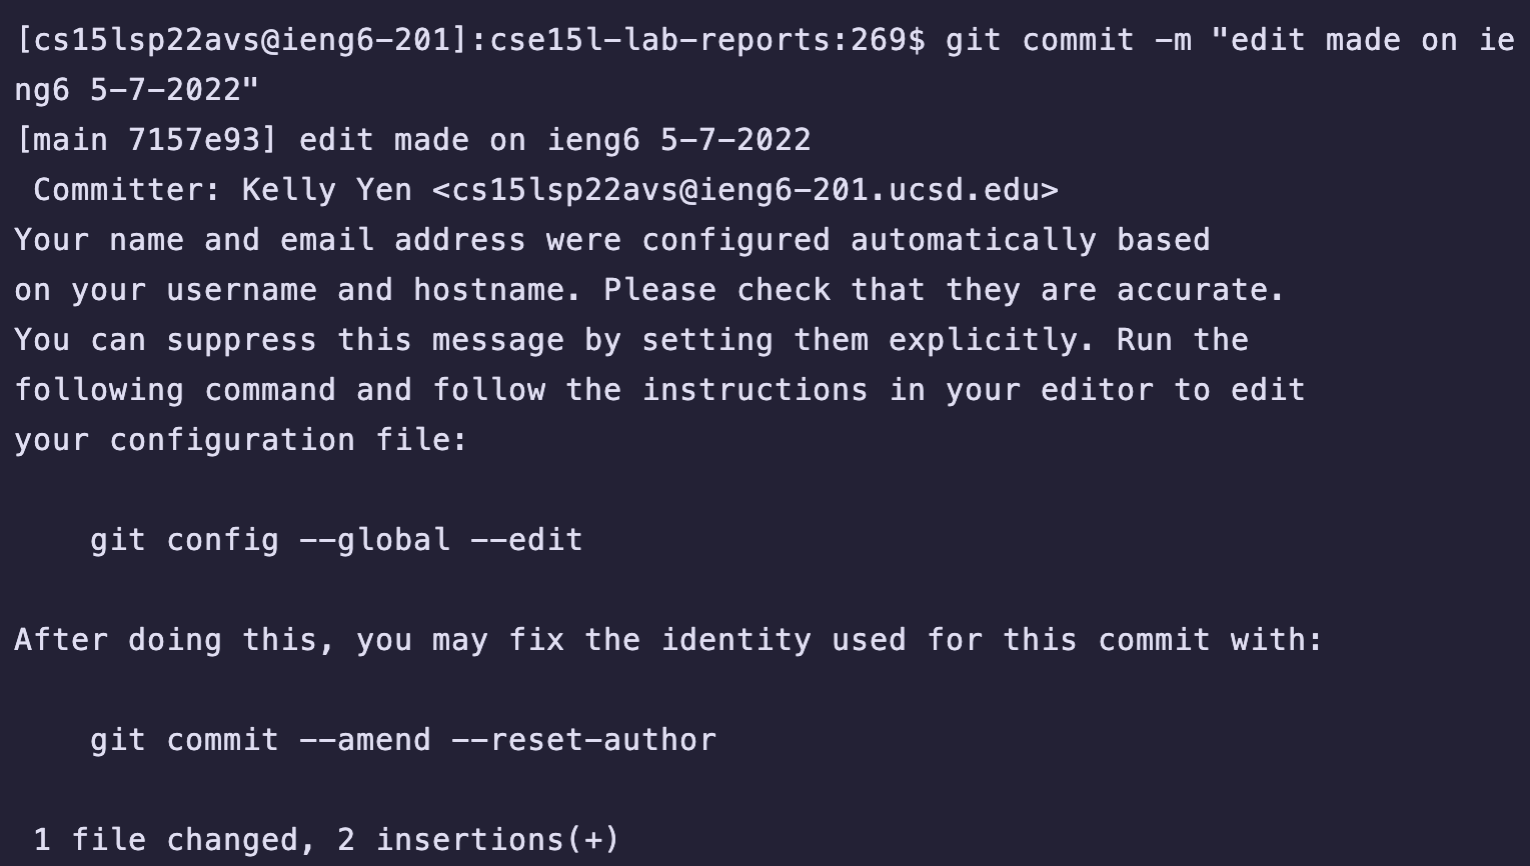 [cs15lsp22avs@ieng6-201]:cse15l-lab-reports:269$ git commit -m "edit made on ie
ng6 5-7-2022"
[main 7157e93] edit made on ieng6 5-7-2022
 Committer: Kelly Yen <cs15lsp22avs@ieng6-201.ucsd.edu>
Your name and email address were configured automatically based
on your username and hostname. Please check that they are accurate.
You can suppress this message by setting them explicitly. Run the
following command and follow the instructions in your editor to edit
your configuration file:

    git config --global --edit

After doing this, you may fix the identity used for this commit with:

    git commit --amend --reset-author

 1 file changed, 2 insertions(+)